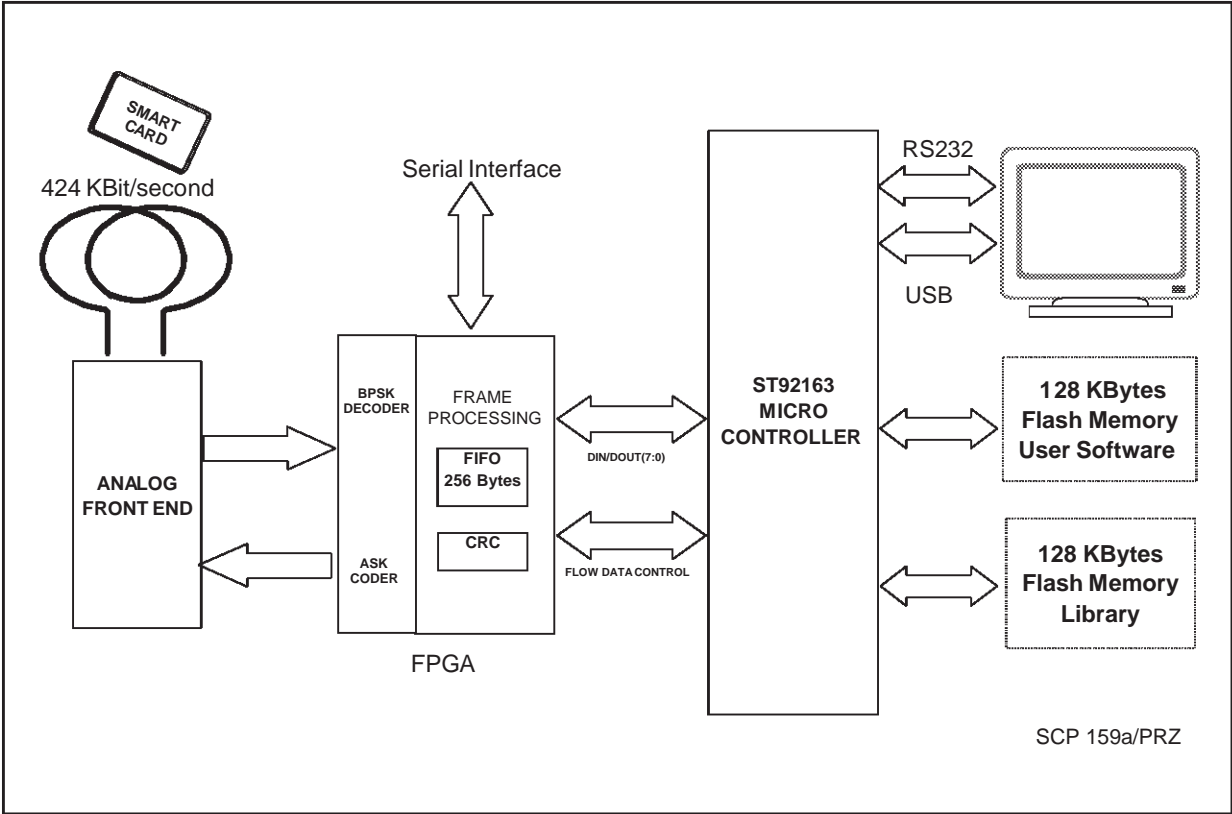 SMART
CARD
424 KBit/second
Serial Interface
RS232
USB
BPSK
DECODER
FRAME
PROCESSING
FIFO
256 Bytes
CRC
ASK
CODER
FPGA
ANALOG
FRONT END
DIN/DOUT(7:0)
FLOW DATA CONTROL
ST92163
MICRO
CONTROLLER
128 KBytes
Flash Memory
User Software
128 KBytes
Flash Memory
Library
SCP 159a/PRZ